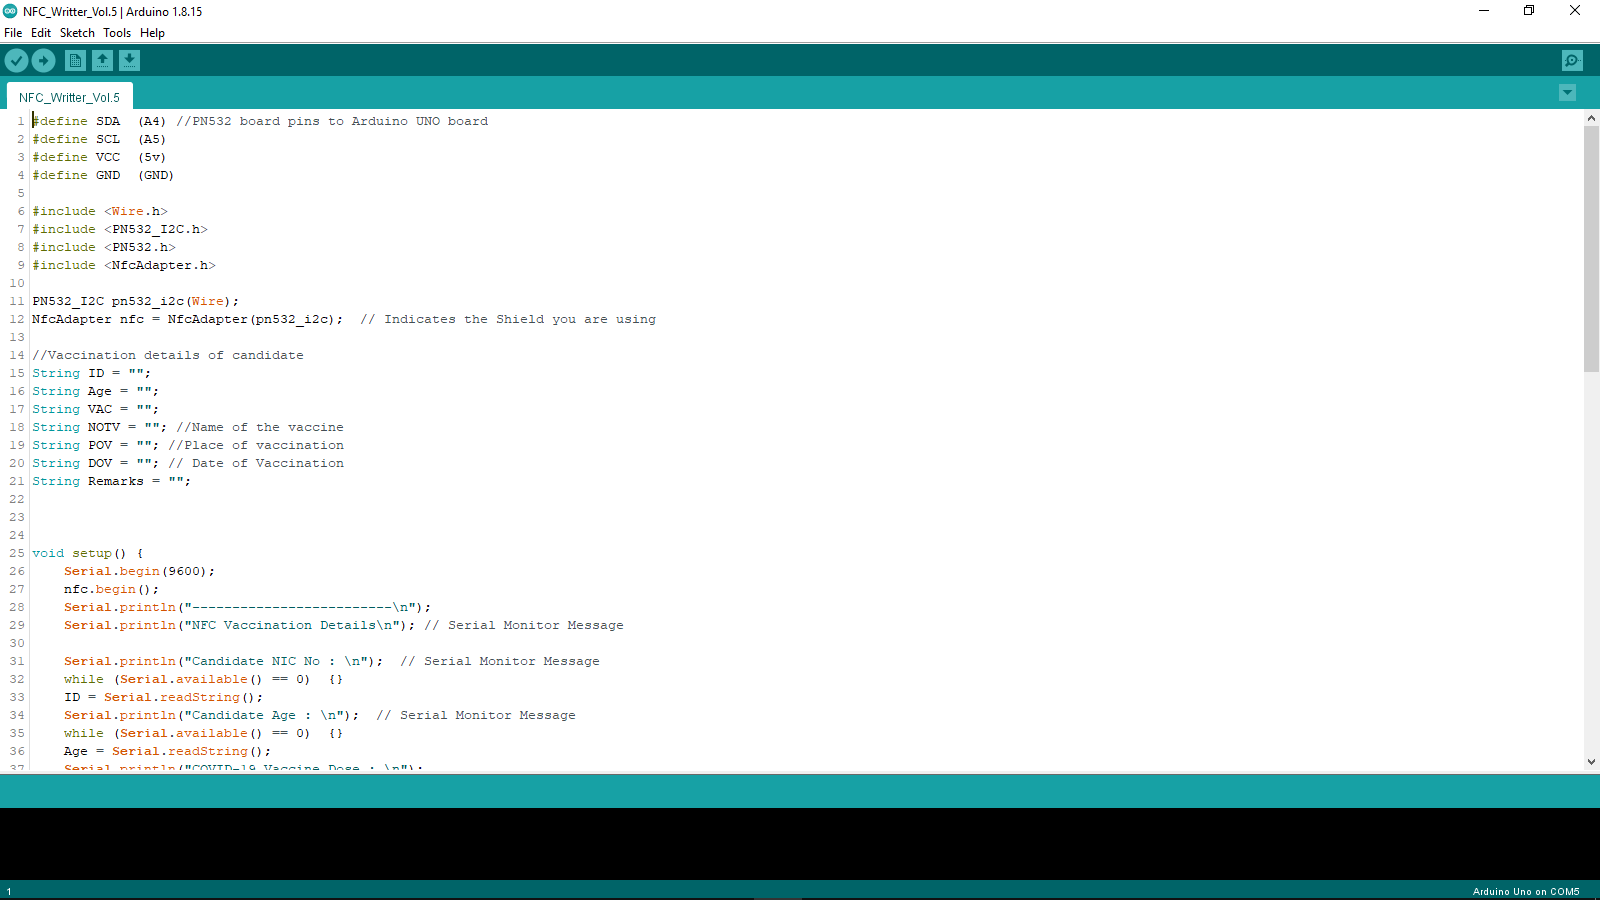 NFC_Writter_Vol.5 | Arduino 1.8.15
File Edit Sketch Tools Help
NFC_Writter_Vol.5
1 #define SDA  (A4) //PN532 board pins to Arduino UNO board
2 #define SCL  (A5)
3 #define VCC  (5v)
4 #define GND  (GND)
5
6 #include <Wire.h>
7 #include <PN532_I2C.h>
8 #include <PN532.h>
9 #include <NfcAdapter.h>
10
11 PN532_I2C pn532_i2c(Wire);
12 NfcAdapter nfc = NfcAdapter(pn532_i2c);  // Indicates the Shield you are using
13
14 //Vaccination details of candidate
15 String ID = "";
16 String Age = "";
17 String VAC = "";
18 String NOTV = ""; //Name of the vaccine
19 String POV = ""; //Place of vaccination
20 String DOV = ""; // Date of Vaccination
21 String Remarks = "";
22
23
24
25 void setup() {
26     Serial.begin(9600);
27     nfc.begin();
28     Serial.println("-------------------------\n");
29     Serial.println("NFC Vaccination Details\n"); // Serial Monitor Message
30
31     Serial.println("Candidate NIC No : \n");  // Serial Monitor Message
32     while (Serial.available() == 0)  {}
33     ID = Serial.readString();
34     Serial.println("Candidate Age : \n");  // Serial Monitor Message
35     while (Serial.available() == 0)  {}
36     Age = Serial.readString();
37     Serial.println("COVID-19 Vaccine Dose : \n");
1
Arduino Uno on COM5